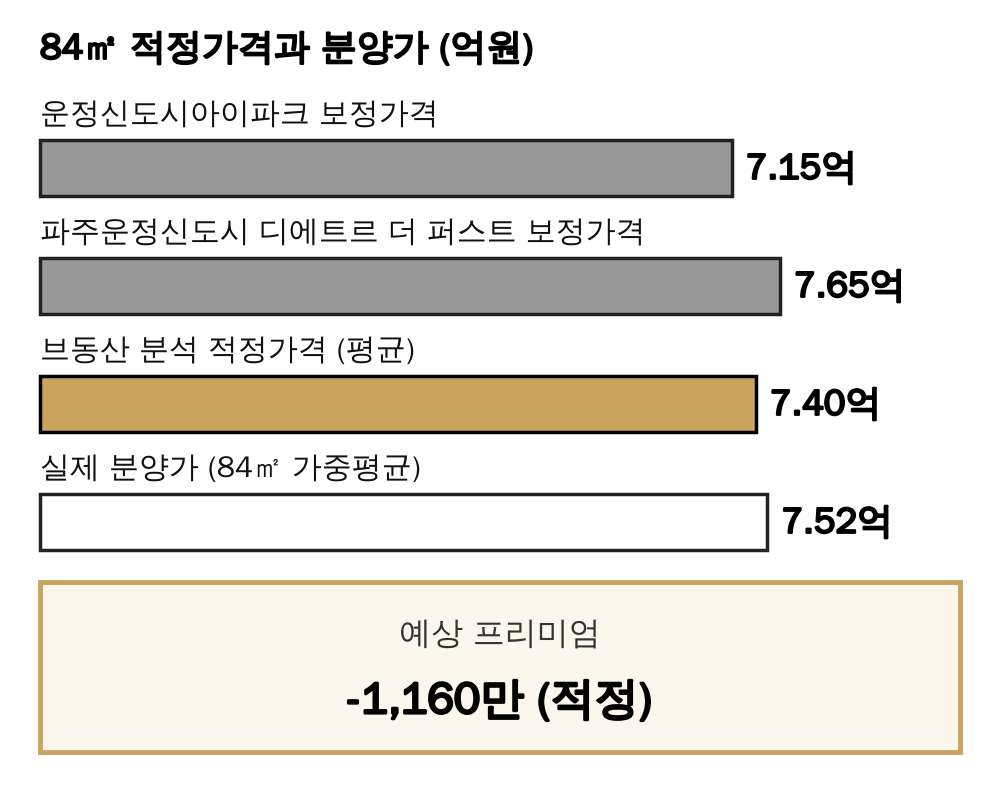 84㎡ 적정가격과 분양가 (억원)
운정신도시아이파크 보정가격
7.15억
파주운정신도시 디에트르 더 퍼스트 보정가격
7.65억
브동산 분석 적정가격 (평균)
7.40억
실제 분양가 (84㎡ 가중평균)
7.52억
예상 프리미엄
-1,160만 (적정)